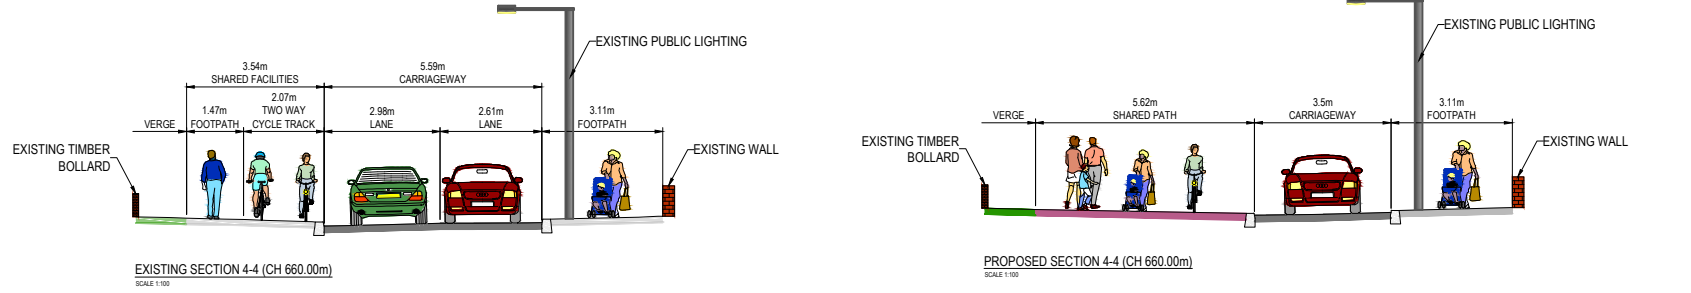 EXISTING PUBLIC LIGHTING
3.54m
SHARED FACILITIES
5.59m
CARRIAGEWAY
VERGE
1.47m
FOOTPATH
2.07m
TWO WAY
CYCLE TRACK
2.98m
LANE
2.61m
LANE
3.11m
FOOTPATH
EXISTING TIMBER
BOLLARD
EXISTING WALL
EXISTING SECTION 4-4 (CH 660.00m)
SCALE 1:100
EXISTING PUBLIC LIGHTING
VERGE
5.62m
SHARED PATH
3.5m
CARRIAGEWAY
3.11m
FOOTPATH
EXISTING TIMBER
BOLLARD
EXISTING WALL
PROPOSED SECTION 4-4 (CH 660.00m)
SCALE 1:100